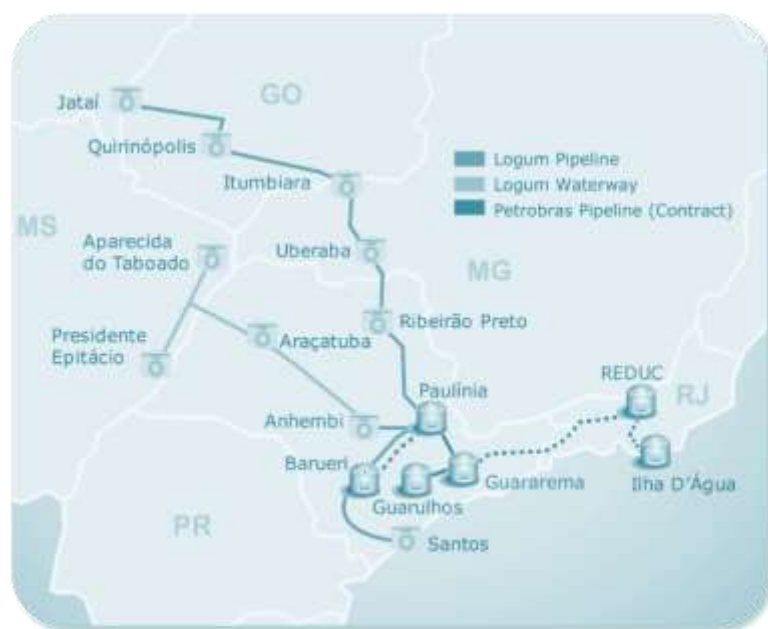 GO
Jataí
Quirinópolis
Logum Pipeline
Logum Waterway
Petrobras Pipeline (Contract)
Itumbiara
MS
Aparecida
do Taboado
Uberaba
MG
Presidente
Epitácio
Araçatuba
Ribeirão Preto
Paulínia
REDUC
RJ
Anhembi
Barueri
Guararema
Ilha D'Água
Guarulhos
PR
Santos